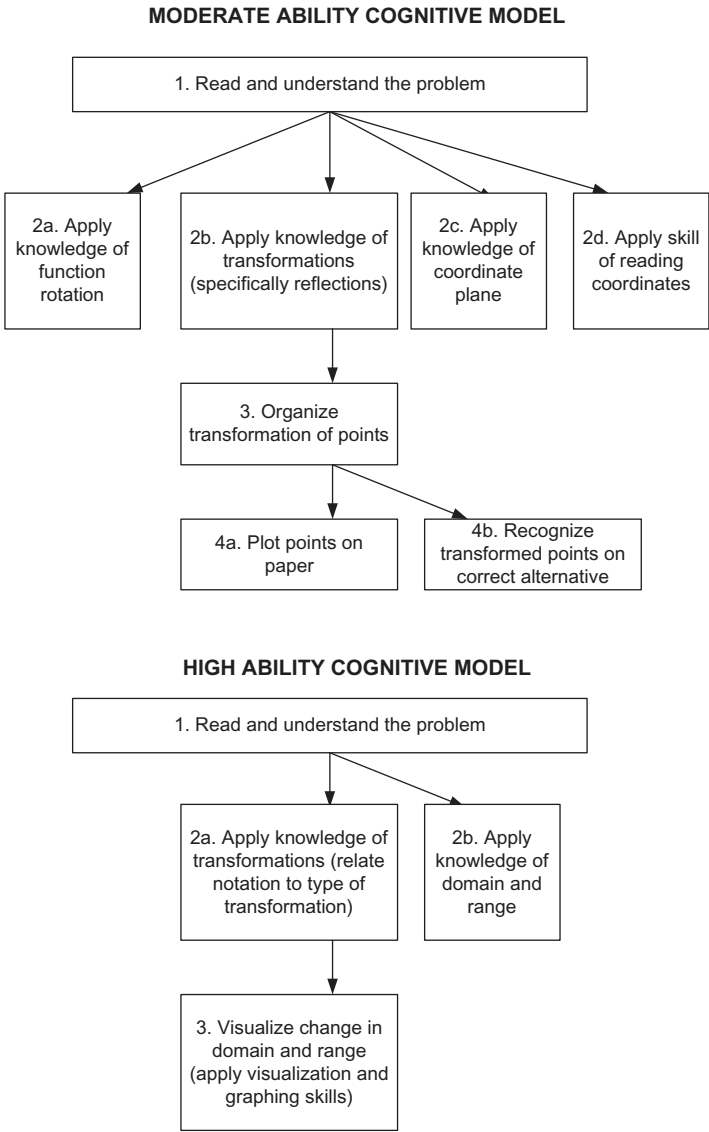 MODERATE ABILITY COGNITIVE MODEL
1. Read and understand the problem
2a. Apply
knowledge of
function
rotation
2b. Apply knowledge of
transformations
(specifically reflections)
2c. Apply
knowledge of
coordinate
plane
2d. Apply skill
of reading
coordinates
3. Organize
transformation of points
4a. Plot points on
paper
4b. Recognize
transformed points on
correct alternative
HIGH ABILITY COGNITIVE MODEL
1. Read and understand the problem
2a. Apply knowledge of
transformations (relate
notation to type of
transformation)
2b. Apply
knowledge of
domain and
range
3. Visualize change in
domain and range
(apply visualization and
graphing skills)